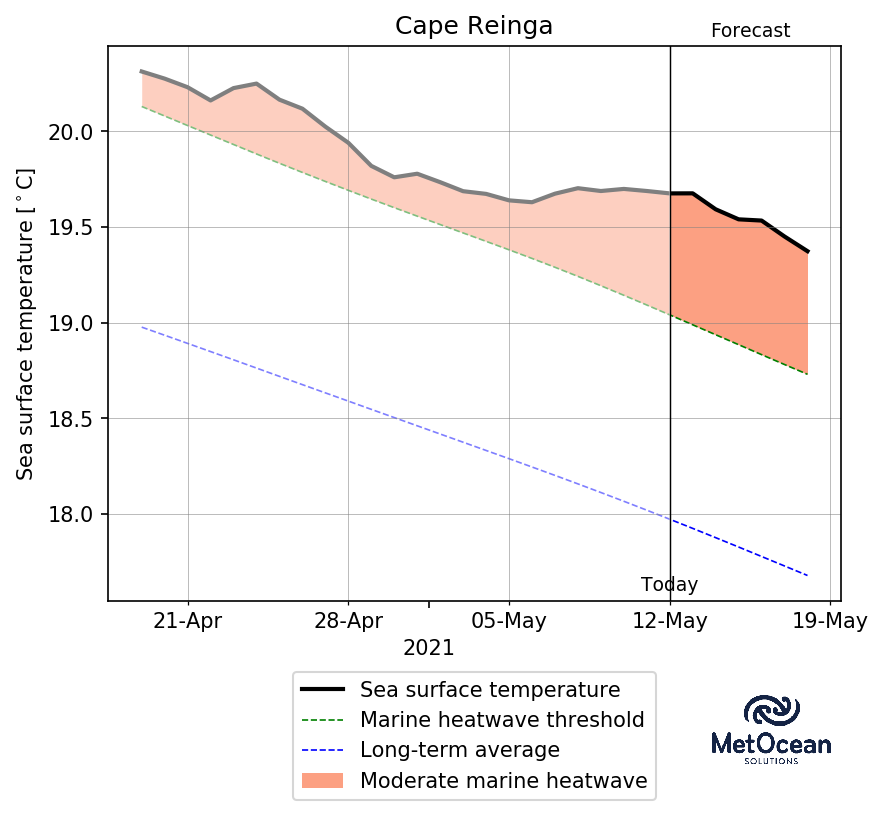 Cape Reinga
Forecast
Sea surface temperature [°C]
20.0
19.5
19.0
18.5
18.0
Today
21-Apr 28-Apr 05-May 12-May 19-May
2021
Sea surface temperature
Marine heatwave threshold
Long-term average
Moderate marine heatwave
MetOcean
SOLUTIONS